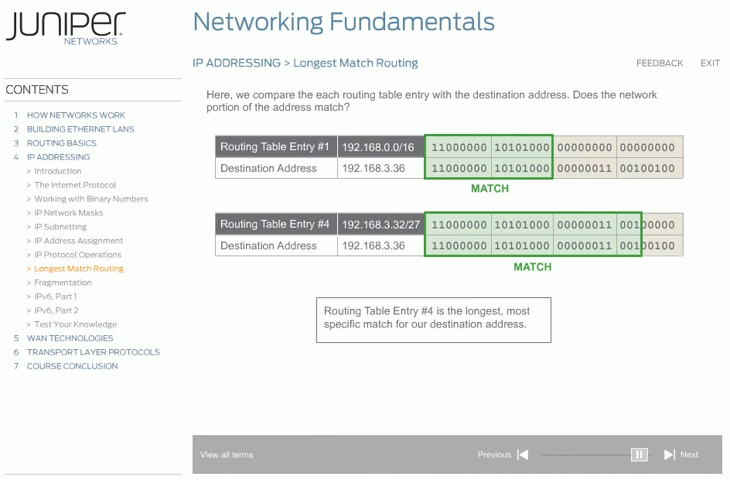 JUNIPER
NETWORKS
Networking Fundamentals
IP ADDRESSING > Longest Match Routing
FEEDBACK EXIT
CONTENTS
1 HOW NETWORKS WORK
2 BUILDING ETHERNET LANS
3 ROUTING BASICS
4 IP ADDRESSING
> Introduction
> The Internet Protocol
> Working with Binary Numbers
> IP Network Masks
> IP Subnetting
> IP Address Assignment
> IP Protocol Operations
> Longest Match Routing
> Fragmentation
> IPv6, Part 1
> IPv6, Part 2
> Test Your Knowledge
5 WAN TECHNOLOGIES
6 TRANSPORT LAYER PROTOCOLS
7 COURSE CONCLUSION
Here, we compare the each routing table entry with the destination address. Does the network
portion of the address match?
Routing Table Entry #1 192.168.0.0/16 11000000 10101000 00000000 00000000
Destination Address 192.168.3.36 11000000 10101000 00000011 00100100
MATCH
Routing Table Entry #4 192.168.3.32/27 11000000 10101000 00000011 00100000
Destination Address 192.168.3.36 11000000 10101000 00000011 00100100
MATCH
Routing Table Entry #4 is the longest, most
specific match for our destination address.
View all terms
Previous
Next